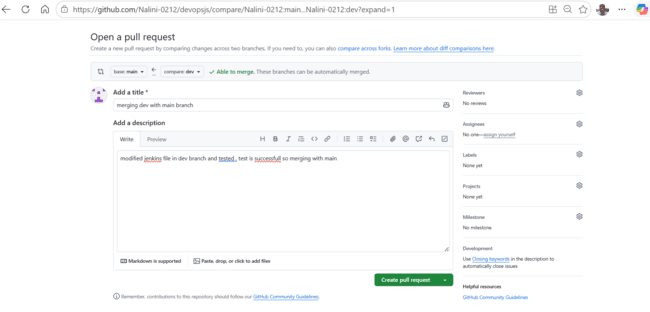 https://github.com/Nalini-0212/devopsjs/compare/Nalini-0212:main...Nalini-0212:dev?expand=1
Open a pull request
Create a new pull request by comparing changes across two branches. If you need to, you can also compare across forks. Learn more about diff comparisons here.
base: main
compare: dev
Able to merge. These branches can be automatically merged.
Add a title *
merging dev with main branch
Add a description
Write Preview
modified jenkins file in dev branch and tested , test is successfull so merging with main
Markdown is supported
Paste, drop, or click to add files
Create pull request
Remember, contributions to this repository should follow our GitHub Community Guidelines.
Reviewers
No reviews
Assignees
No one—assign yourself
Labels
None yet
Projects
None yet
Milestone
No milestone
Development
Use Closing keywords in the description to
automatically close issues
Helpful resources
GitHub Community Guidelines